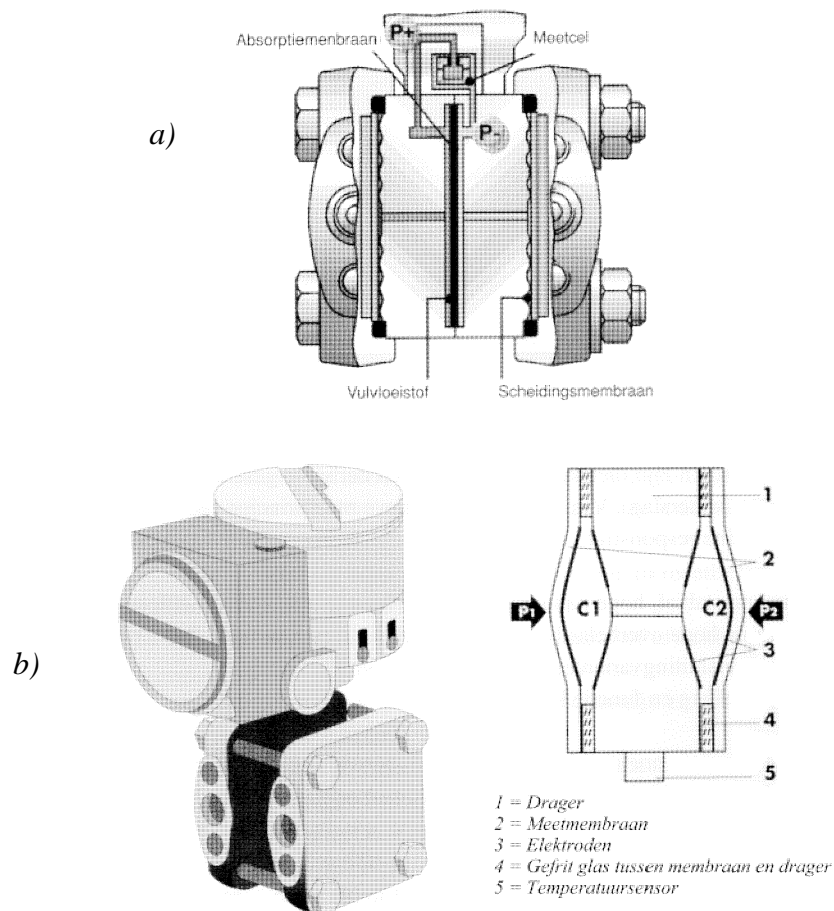 P+
Absorptiemenbraan
Meetcel
a)
P-
Vulvloeistof
Scheidingsmembraan
1
2
P1
C1
C2
P2
3
b)
4
5
1 = Drager
2 = Meetmembraan
3 = Elektroden
4 = Gefrit glas tussen membraan en drager
5 = Temperatuursensor